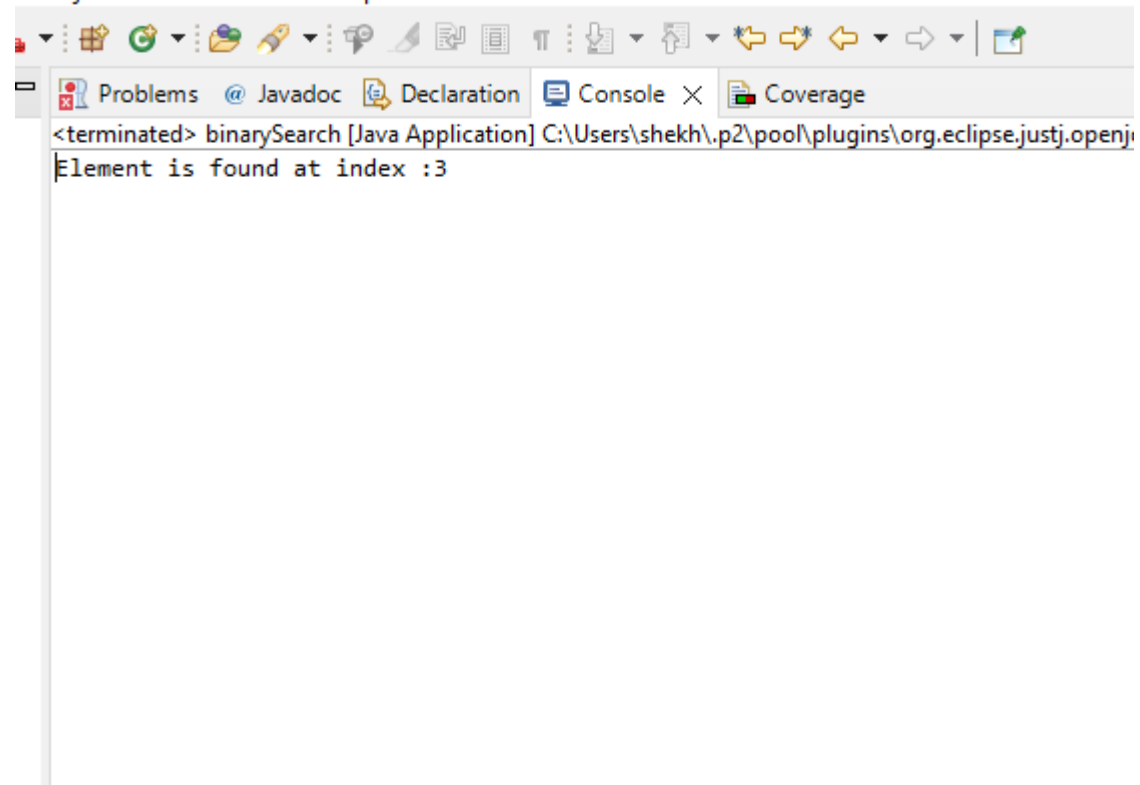 Problems @ Javadoc Declaration Console Coverage
<terminated> binarySearch [Java Application] C:\Users\shekh\.p2\pool\plugins\org.eclipse.justj.openj
Element is found at index :3